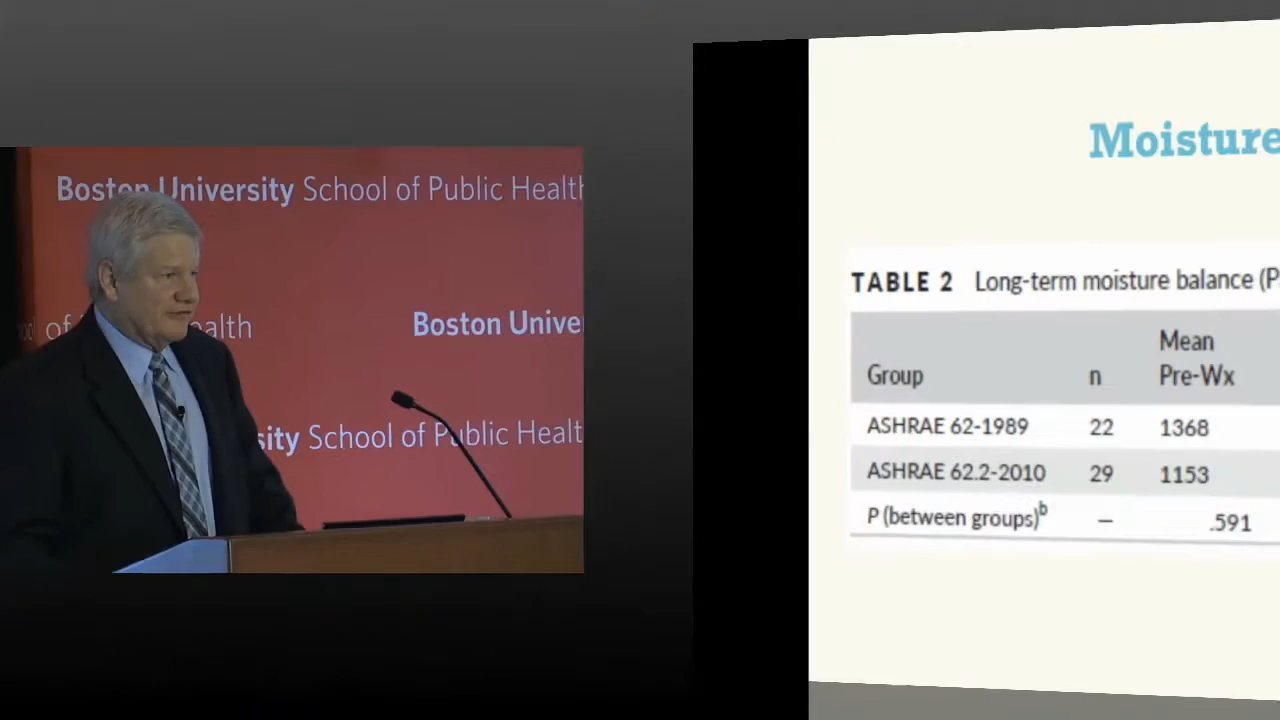 Boston University School of Public Health
of Health
Boston Unive
sity School of Public Healt
Moisture
TABLE 2 Long-term moisture balance (P
Group n Mean Pre-Wx
ASHRAE 62-1989 22 1368
ASHRAE 62.2-2010 29 1153
P (between groups)b – .591